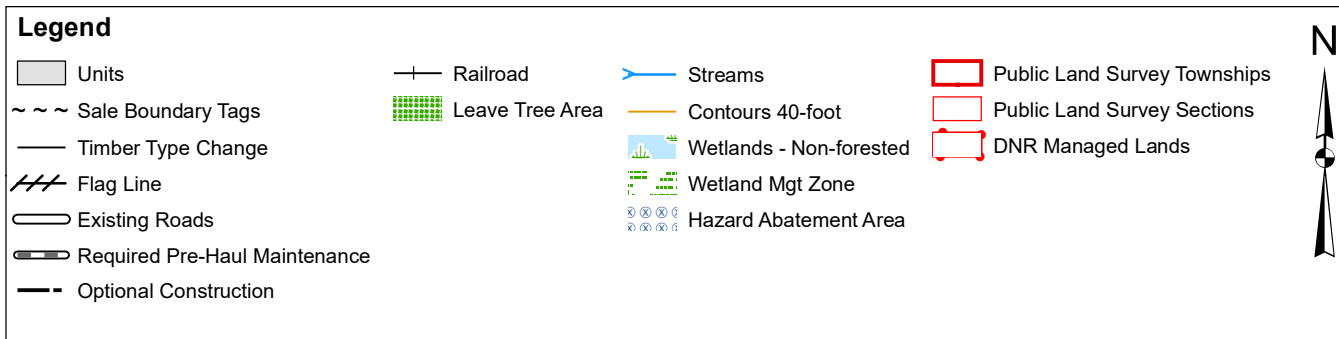 Legend
N
Units
Sale Boundary Tags
Timber Type Change
Flag Line
Existing Roads
Required Pre-Haul Maintenance
Optional Construction
Railroad
Leave Tree Area
Streams
Contours 40-foot
Wetlands - Non-forested
Wetland Mgt Zone
Hazard Abatement Area
Public Land Survey Townships
Public Land Survey Sections
DNR Managed Lands